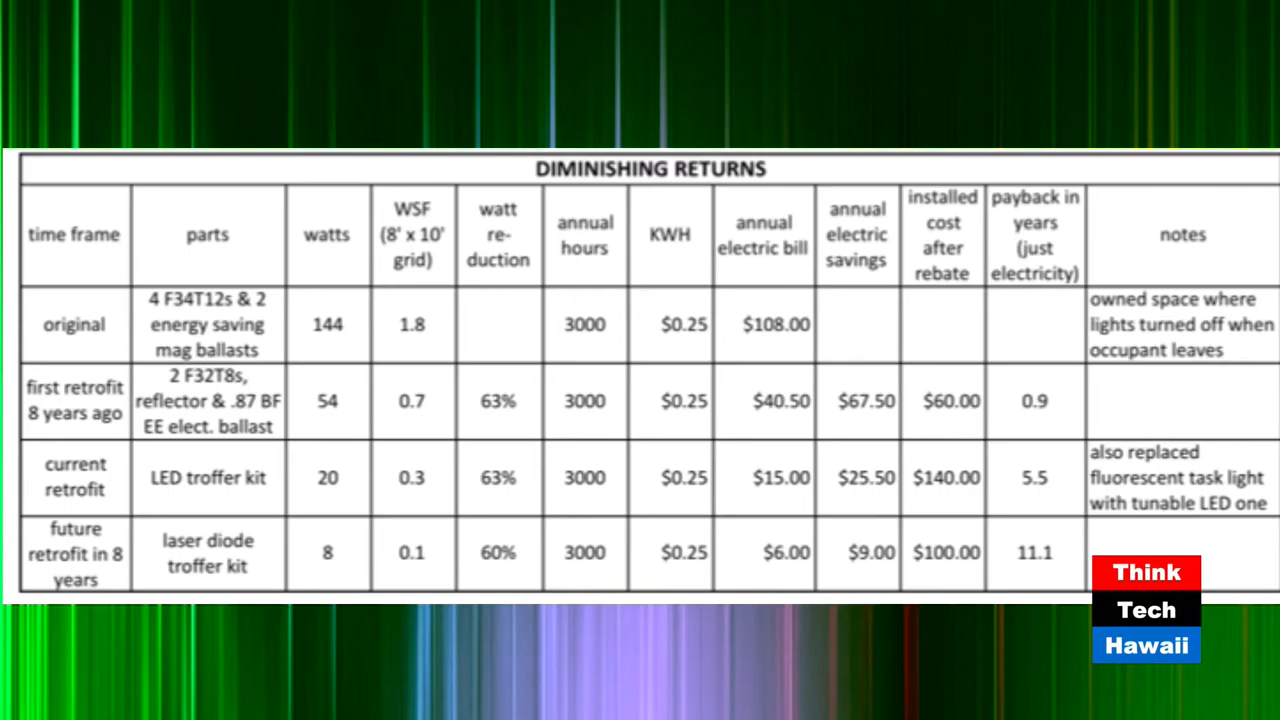 DIMINISHING RETURNS
time frame
parts
watts
WSF
(8' x 10'
grid)
watt
re-
duction
annual
hours
KWH
annual
electric bill
annual
electric
savings
installed
cost
after
rebate
payback in
years
(just
electricity)
notes
original
4 F34T12s & 2
energy saving
mag ballasts
144
1.8
3000
$0.25
$108.00
owned space where
lights turned off when
occupant leaves
first retrofit
8 years ago
2 F32T8s,
reflector & .87 BF
EE elect. ballast
54
0.7
63%
3000
$0.25
$40.50
$67.50
$60.00
0.9
current
retrofit
LED troffer kit
20
0.3
63%
3000
$0.25
$15.00
$25.50
$140.00
5.5
also replaced
fluorescent task light
with tunable LED one
future
retrofit in 8
years
laser diode
troffer kit
8
0.1
60%
3000
$0.25
$6.00
$9.00
$100.00
11.1
Think
Tech
Hawaii